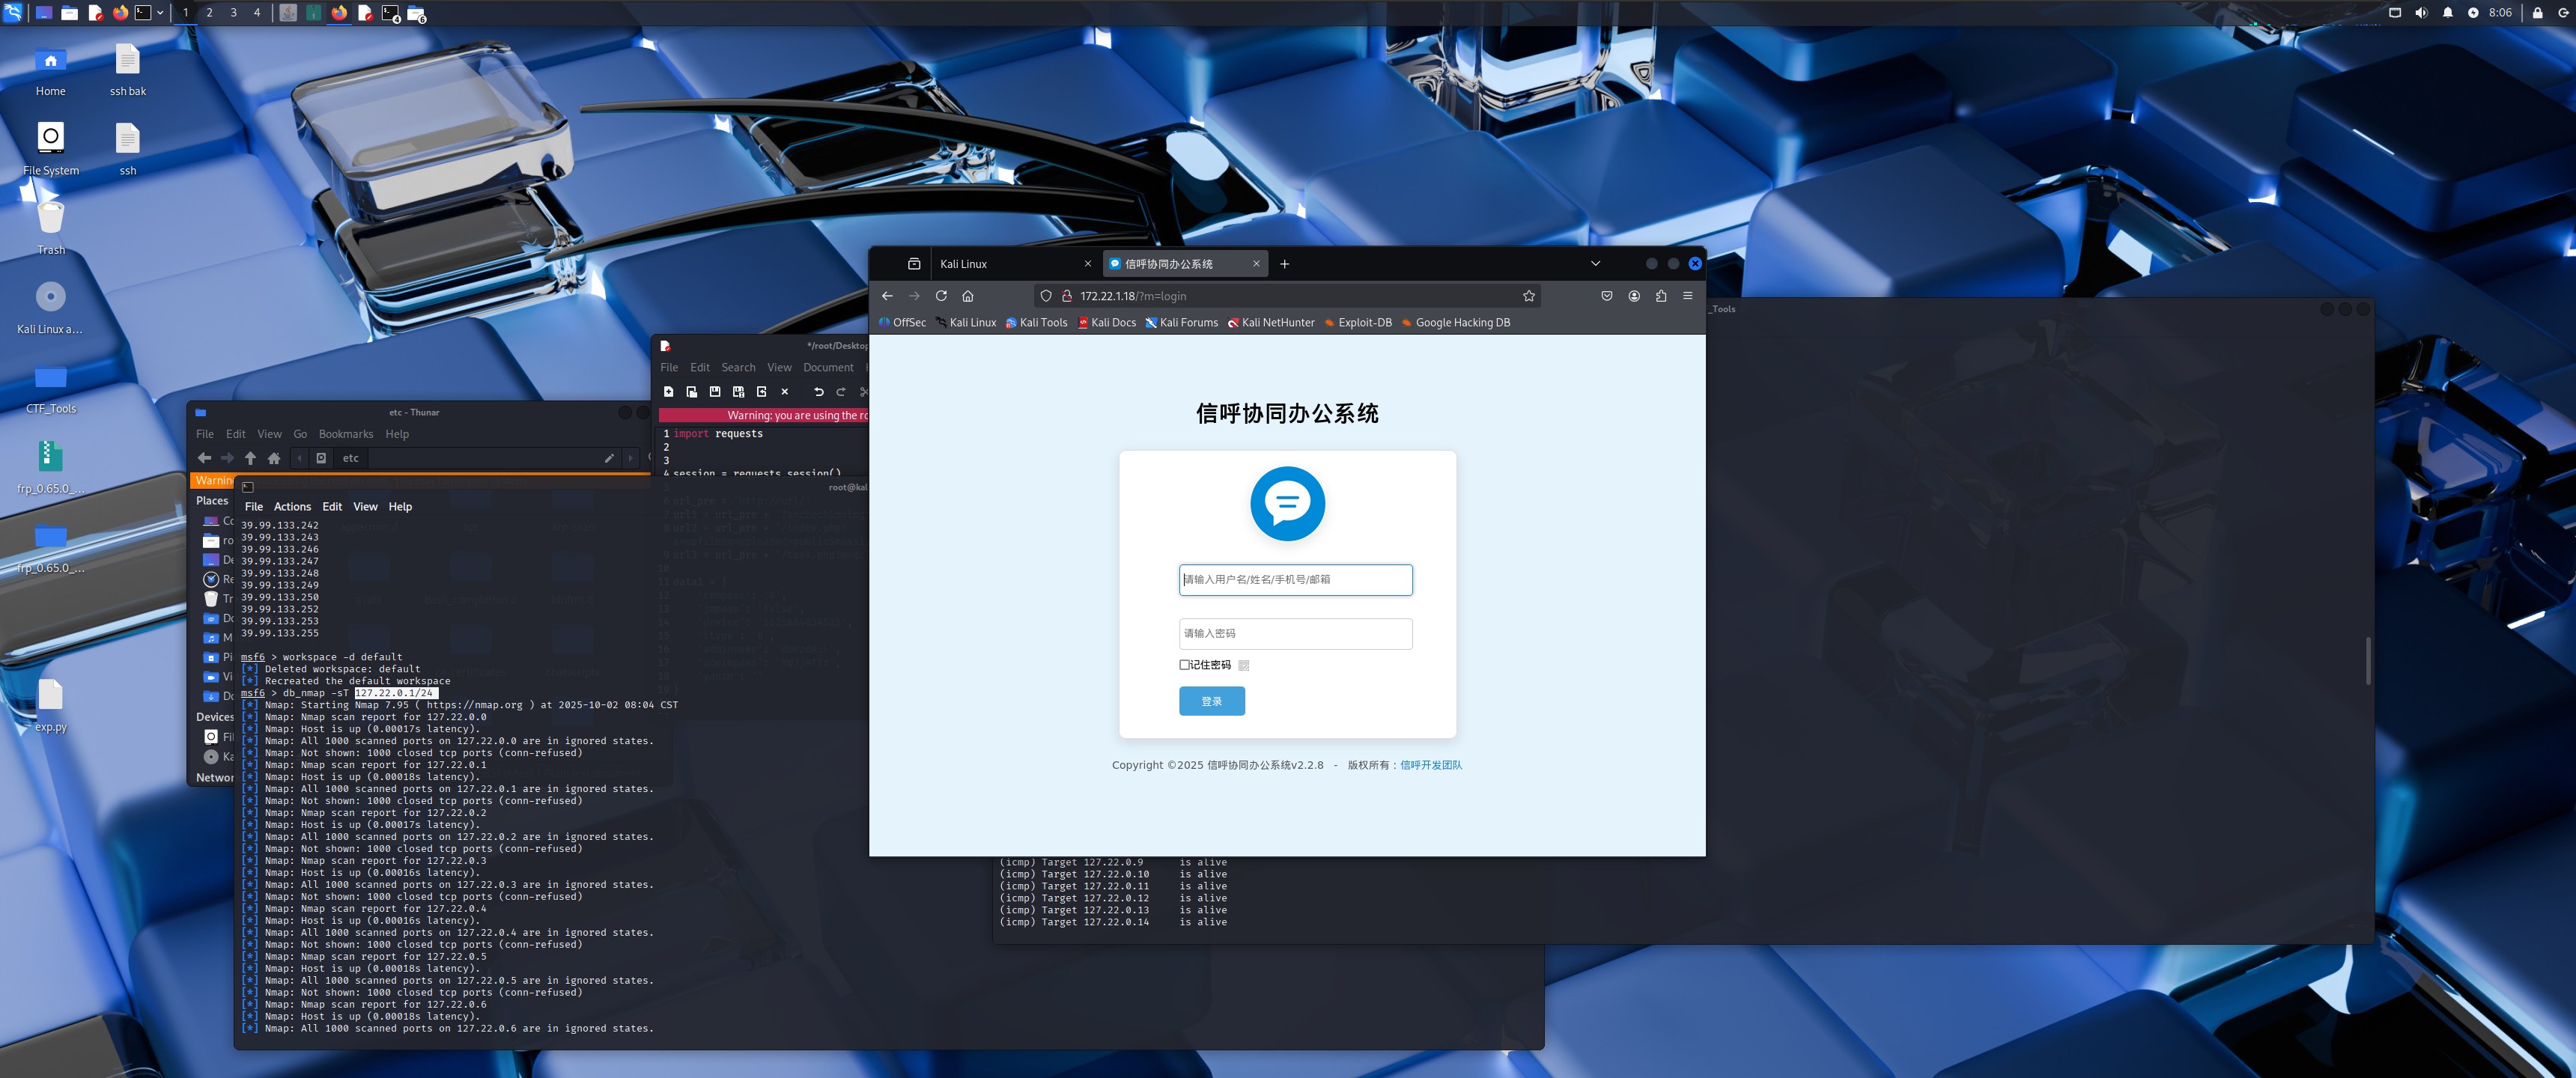 1 2 3 4
8:06
Home
ssh bak
File System
ssh
Trash
Kali Linux a...
CTF_Tools
frp_0.65.0_...
frp_0.65.0_...
exp.py
etc - Thunar
File Edit View Go Bookmarks Help
etc
Warnin
Places
Devices
Networ
*/root/Desktop
File Edit Search View Document
Warning: you are using the ro
1 import requests
2
3
4 session = requests.session()
root@kal
File Actions Edit View Help
39.99.133.242
39.99.133.243
39.99.133.246
39.99.133.247
39.99.133.248
39.99.133.249
39.99.133.250
39.99.133.252
39.99.133.253
39.99.133.255
msf6 > workspace -d default
[*] Deleted workspace: default
[*] Recreated the default workspace
msf6 > db_nmap -sT 127.22.0.1/24
[*] Nmap: Starting Nmap 7.95 ( https://nmap.org ) at 2025-10-02 08:04 CST
[*] Nmap: Nmap scan report for 127.22.0.0
[*] Nmap: Host is up (0.00017s latency).
[*] Nmap: All 1000 scanned ports on 127.22.0.0 are in ignored states.
[*] Nmap: Not shown: 1000 closed tcp ports (conn-refused)
[*] Nmap: Nmap scan report for 127.22.0.1
[*] Nmap: Host is up (0.00018s latency).
[*] Nmap: All 1000 scanned ports on 127.22.0.1 are in ignored states.
[*] Nmap: Not shown: 1000 closed tcp ports (conn-refused)
[*] Nmap: Nmap scan report for 127.22.0.2
[*] Nmap: Host is up (0.00017s latency).
[*] Nmap: All 1000 scanned ports on 127.22.0.2 are in ignored states.
[*] Nmap: Not shown: 1000 closed tcp ports (conn-refused)
[*] Nmap: Nmap scan report for 127.22.0.3
[*] Nmap: Host is up (0.00016s latency).
[*] Nmap: All 1000 scanned ports on 127.22.0.3 are in ignored states.
[*] Nmap: Not shown: 1000 closed tcp ports (conn-refused)
[*] Nmap: Nmap scan report for 127.22.0.4
[*] Nmap: Host is up (0.00016s latency).
[*] Nmap: All 1000 scanned ports on 127.22.0.4 are in ignored states.
[*] Nmap: Not shown: 1000 closed tcp ports (conn-refused)
[*] Nmap: Nmap scan report for 127.22.0.5
[*] Nmap: Host is up (0.00018s latency).
[*] Nmap: All 1000 scanned ports on 127.22.0.5 are in ignored states.
[*] Nmap: Not shown: 1000 closed tcp ports (conn-refused)
[*] Nmap: Nmap scan report for 127.22.0.6
[*] Nmap: Host is up (0.00018s latency).
[*] Nmap: All 1000 scanned ports on 127.22.0.6 are in ignored states.
Kali Linux
信呼协同办公系统
172.22.1.18/?m=login
OffSec Kali Linux Kali Tools Kali Docs Kali Forums Kali NetHunter Exploit-DB Google Hacking DB
信呼协同办公系统
请输入用户名/姓名/手机号/邮箱
请输入密码
记住密码
登录
Copyright ©2025 信呼协同办公系统v2.2.8 - 版权所有：信呼开发团队
_Tools
(icmp) Target 127.22.0.9 is alive
(icmp) Target 127.22.0.10 is alive
(icmp) Target 127.22.0.11 is alive
(icmp) Target 127.22.0.12 is alive
(icmp) Target 127.22.0.13 is alive
(icmp) Target 127.22.0.14 is alive